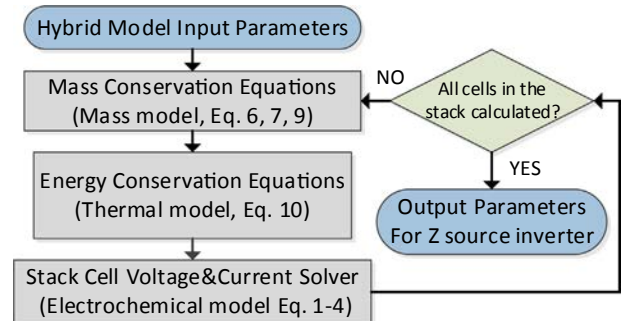 Hybrid Model Input Parameters
Mass Conservation Equations
(Mass model, Eq. 6, 7, 9)
Energy Conservation Equations
(Thermal model, Eq. 10)
Stack Cell Voltage&Current Solver
(Electrochemical model Eq. 1-4)
All cells in the
stack calculated?
NO
YES
Output Parameters
For Z source inverter